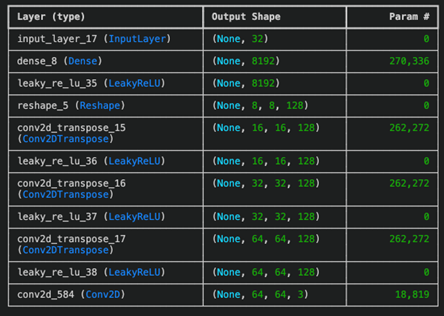 Layer (type) Output Shape Param #
input_layer_17 (InputLayer) (None, 32) 0
dense_8 (Dense) (None, 8192) 270,336
leaky_re_lu_35 (LeakyReLU) (None, 8192) 0
reshape_5 (Reshape) (None, 8, 8, 128) 0
conv2d_transpose_15 (None, 16, 16, 128) 262,272
(Conv2DTranspose)
leaky_re_lu_36 (LeakyReLU) (None, 16, 16, 128) 0
conv2d_transpose_16 (None, 32, 32, 128) 262,272
(Conv2DTranspose)
leaky_re_lu_37 (LeakyReLU) (None, 32, 32, 128) 0
conv2d_transpose_17 (None, 64, 64, 128) 262,272
(Conv2DTranspose)
leaky_re_lu_38 (LeakyReLU) (None, 64, 64, 128) 0
conv2d_584 (Conv2D) (None, 64, 64, 3) 18,819